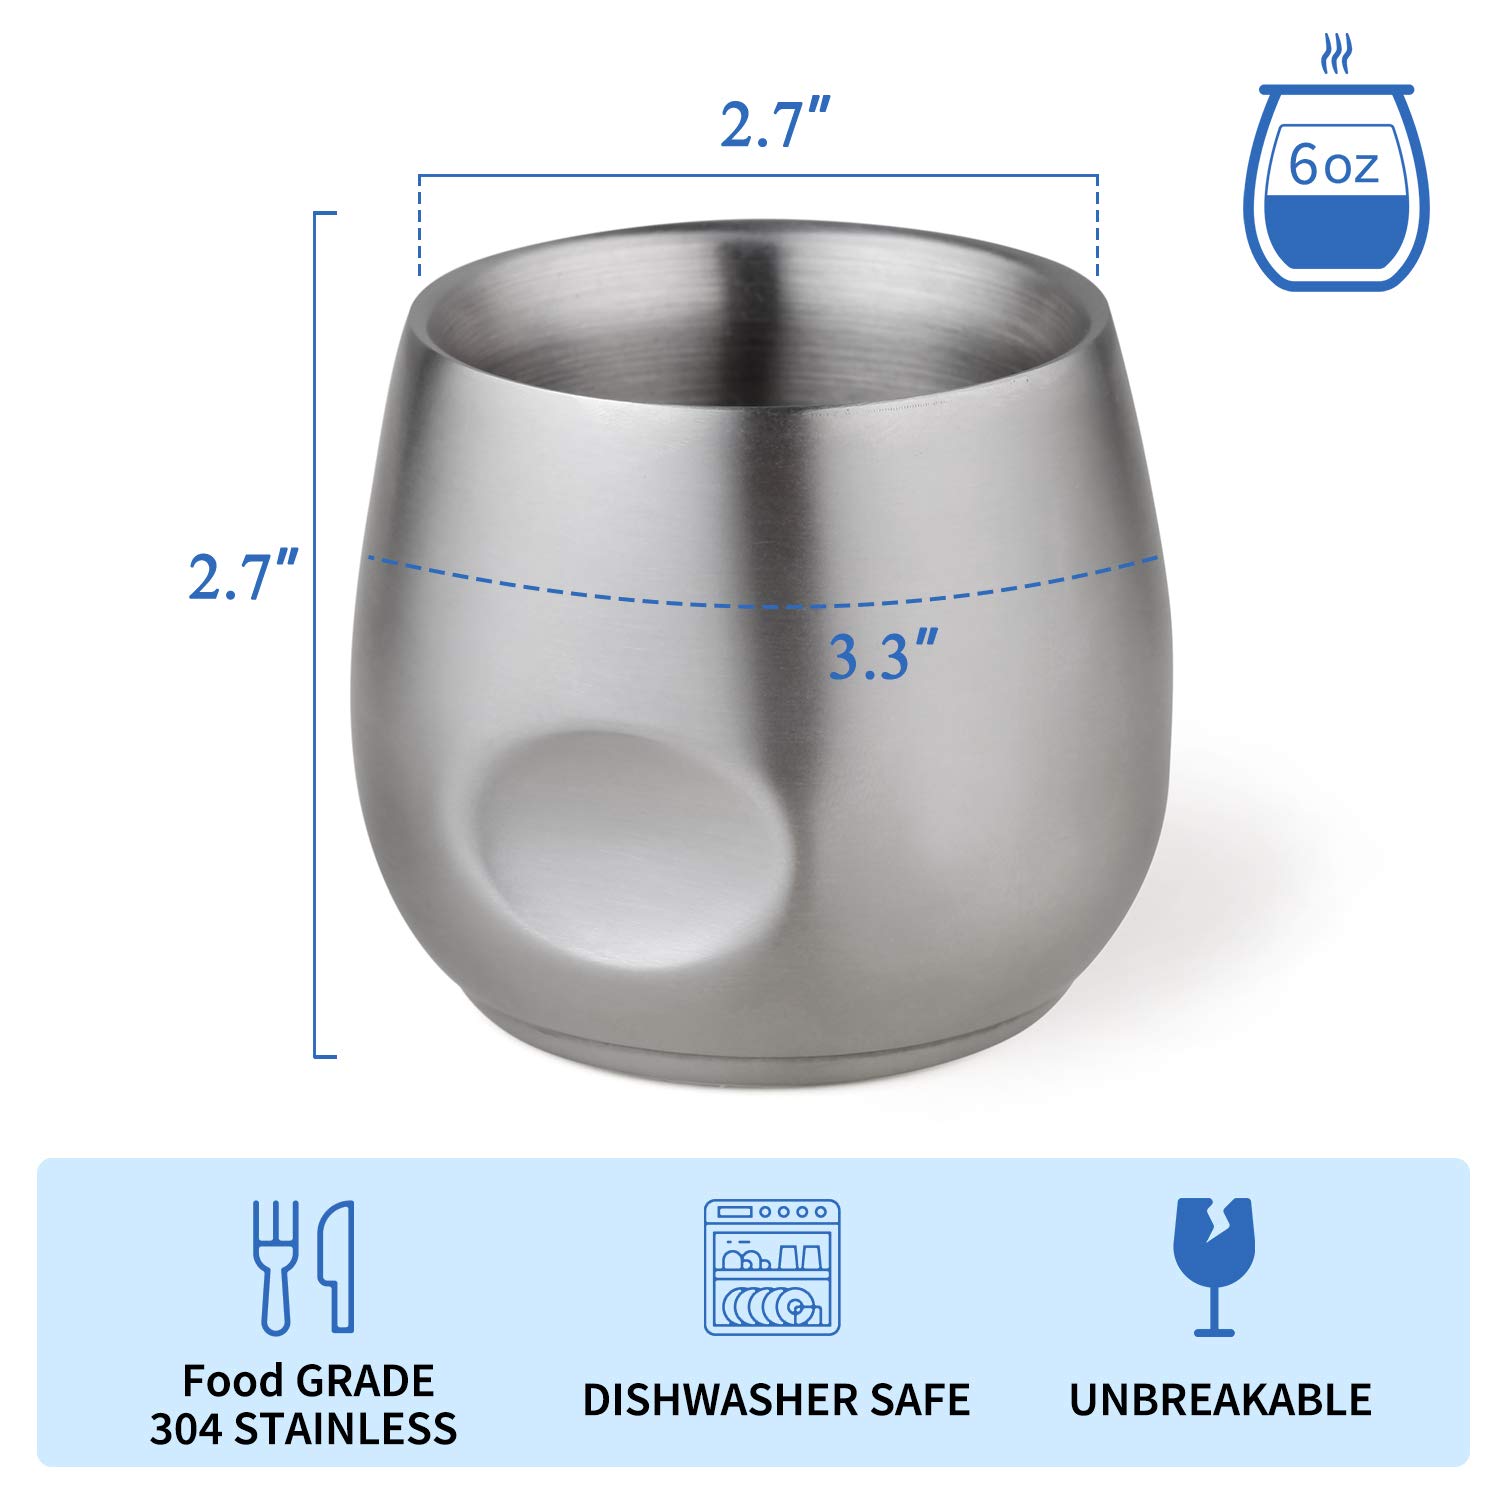 2.7"
6oz
2.7"
3.3"
Food GRADE
304 STAINLESS
DISHWASHER SAFE
UNBREAKABLE